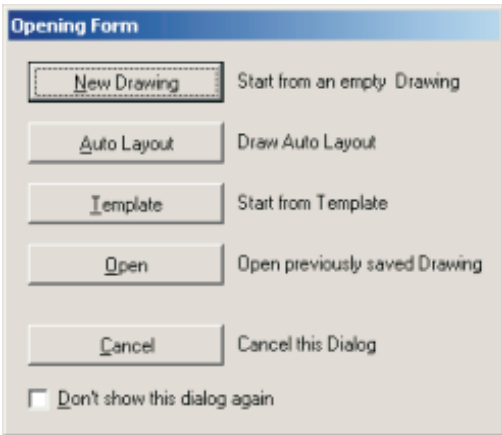 Opening Form
New Drawing Start from an empty Drawing
Auto Layout Draw Auto Layout
Template Start from Template
Open Open previously saved Drawing
Cancel Cancel this Dialog
Don't show this dialog again